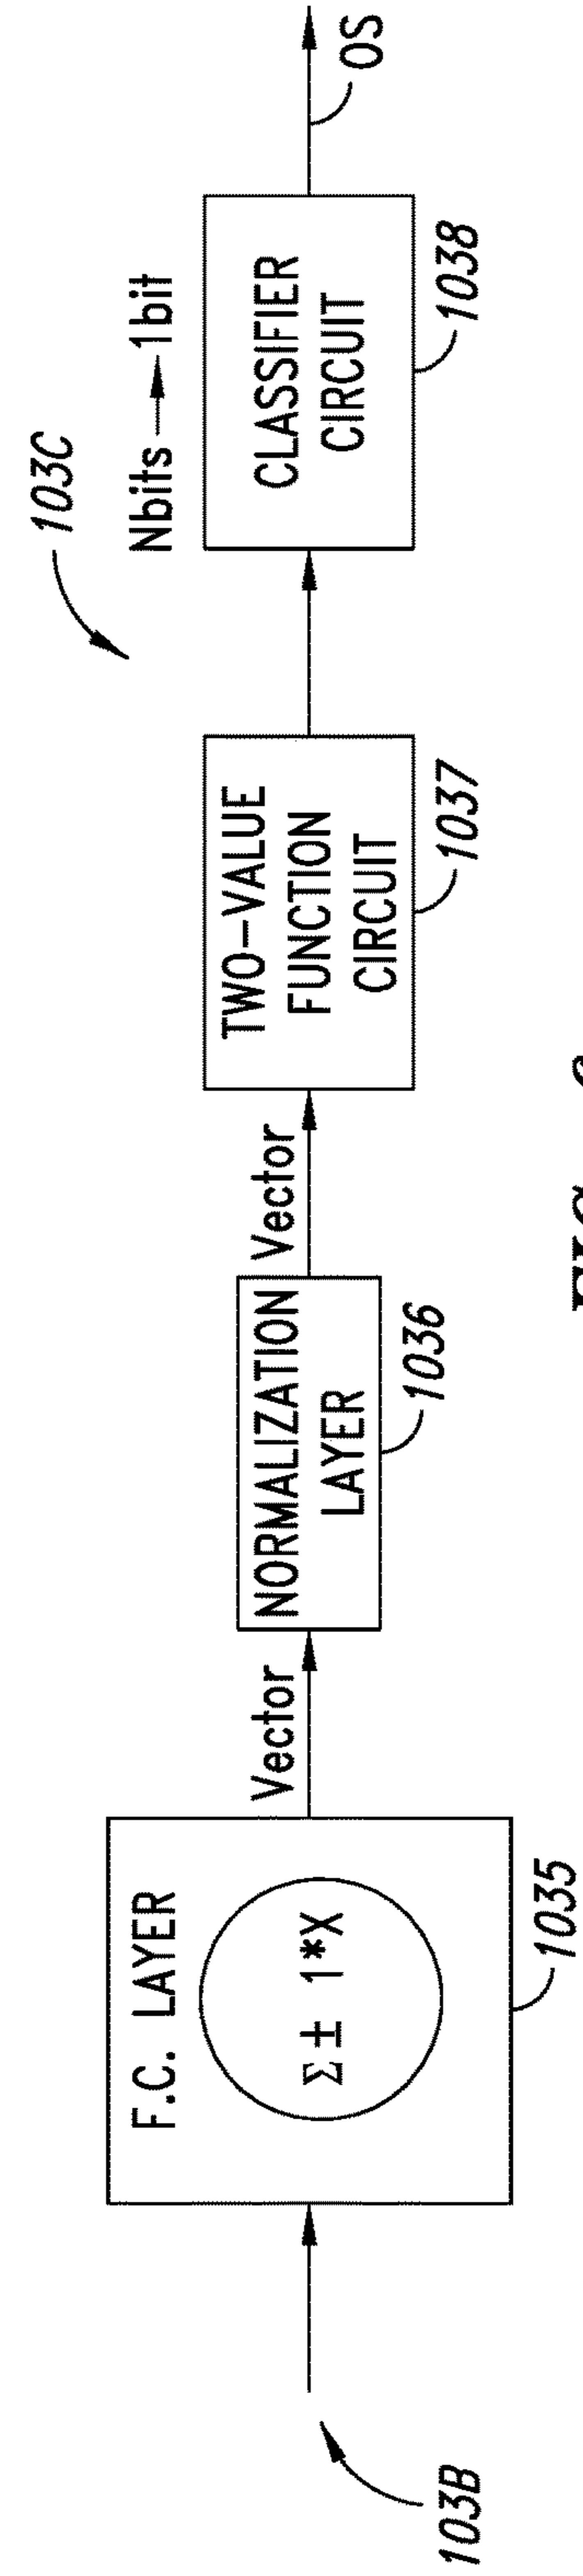 103B
F.C. LAYER
Σ ± 1*X
1035
Vector
NORMALIZATION
LAYER
1036
Vector
TWO-VALUE
FUNCTION
CIRCUIT
1037
103C
Nbits 1bit
CLASSIFIER
CIRCUIT
1038
OS